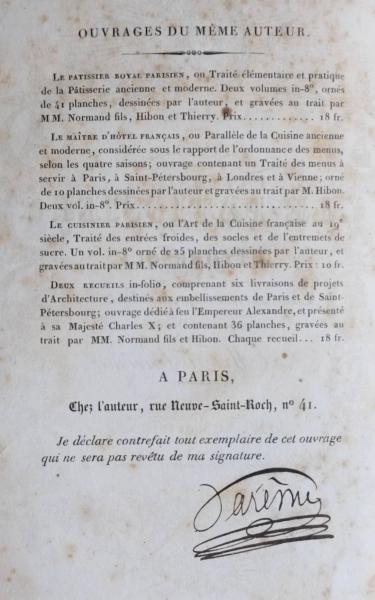 OUVRAGES DU MÊME AUTEUR.
Le patissier royal parisien, ou Traité élémentaire et pratique
de la Pâtisserie ancienne et moderne. Deux volumes in-8°, ornés
de 41 planches, dessinées par l'auteur, et gravées au trait par
MM. Normand fils, Hibon et Thierry. Prix............. 18 fr.
Le maître d'hôtel français, ou Parallèle de la Cuisine ancienne
et moderne, considérée sous le rapport de l'ordonnance des menus,
selon les quatre saisons; ouvrage contenant un Traité des menus à
servir à Paris, à Saint-Pétersbourg, à Londres et à Vienne; orné
de 10 planches dessinées par l'auteur et gravées au trait par M. Hibon.
Deux vol. in-8°. Prix......................... 18 fr.
Le cuisinier parisien, ou l'Art de la Cuisine française au 19e
siècle, Traité des entrées froides, des socles et de l'entremets de
sucre. Un vol. in-8° orné de 25 planches dessinées par l'auteur, et
gravées au trait par MM. Normand fils, Hibon et Thierry. Prix: 10 fr.
Deux recueils in-folio, comprenant six livraisons de projets
d'Architecture, destinés aux embellissements de Paris et de Saint-
Pétersbourg; ouvrage dédié à feu l'Empereur Alexandre, et présenté
à sa Majesté Charles X; et contenant 36 planches, gravées au
trait par MM. Normand fils et Hibon. Chaque recueil... 18 fr.
A PARIS,
Chez l'auteur, rue Neuve-Saint-Roch, n° 41.
Je déclare contrefait tout exemplaire de cet ouvrage
qui ne sera pas revêtu de ma signature.
Carême